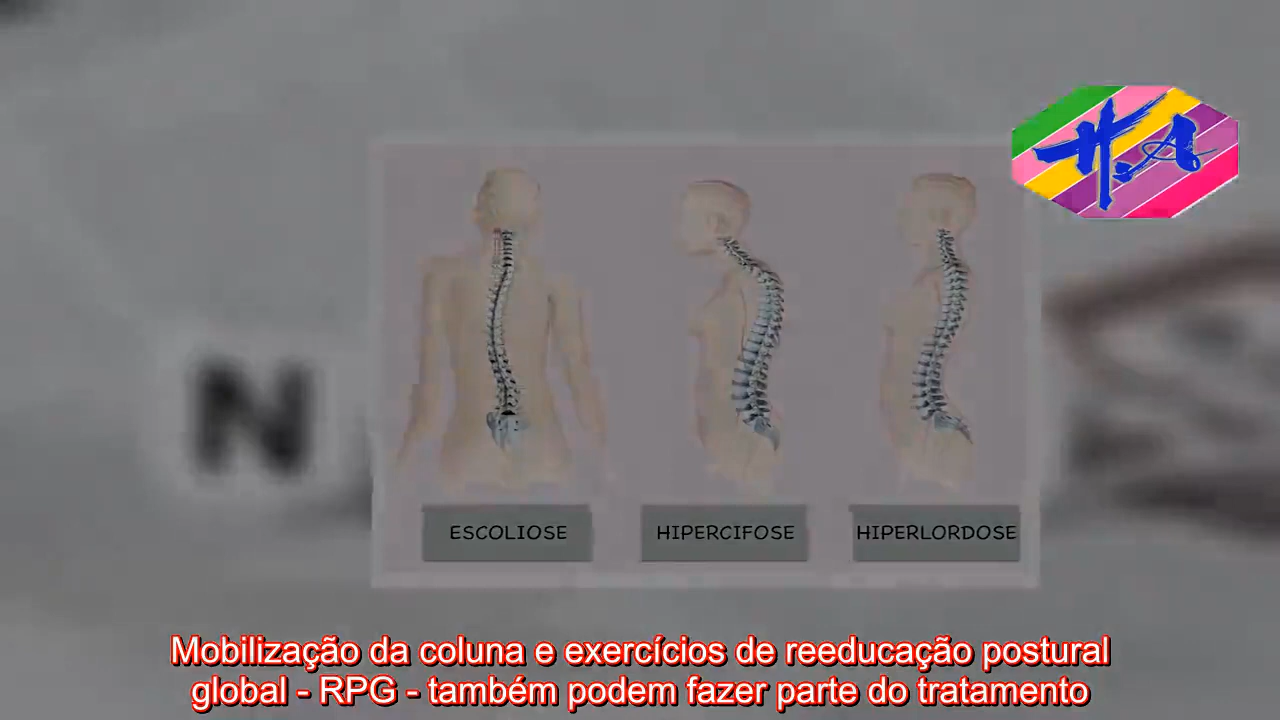 H.A
N
ESCOLIOSE
HIPERCIFOSE
HIPERLORDOSE
Mobilização da coluna e exercícios de reeducação postural
global - RPG - também podem fazer parte do tratamento